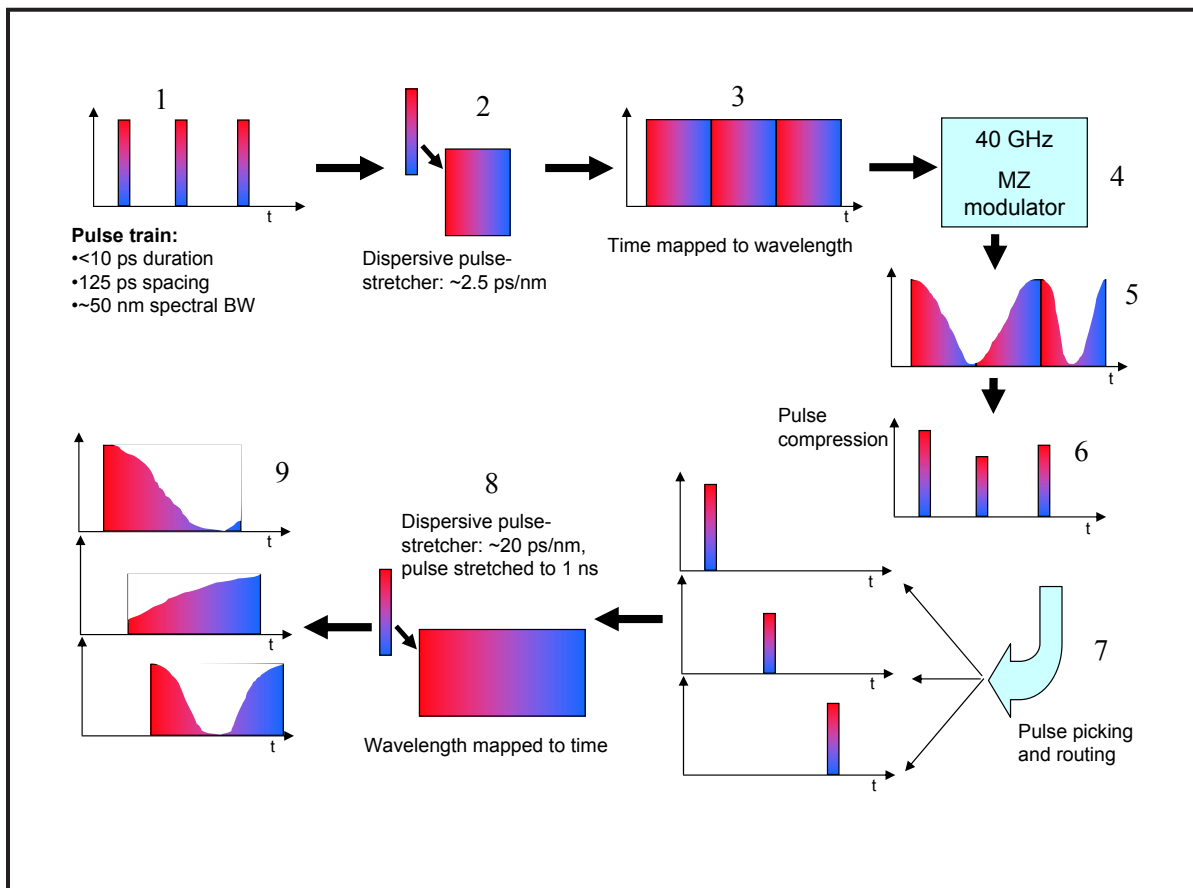 1
t
Pulse train:
•<10 ps duration
•125 ps spacing
•~50 nm spectral BW
2
Dispersive pulse-
stretcher: ~2.5 ps/nm
3
t
Time mapped to wavelength
40 GHz
MZ
modulator
4
5
t
Pulse
compression
6
t
7
Pulse picking
and routing
t
t
t
8
Dispersive pulse-
stretcher: ~20 ps/nm,
pulse stretched to 1 ns
Wavelength mapped to time
9
t
t
t